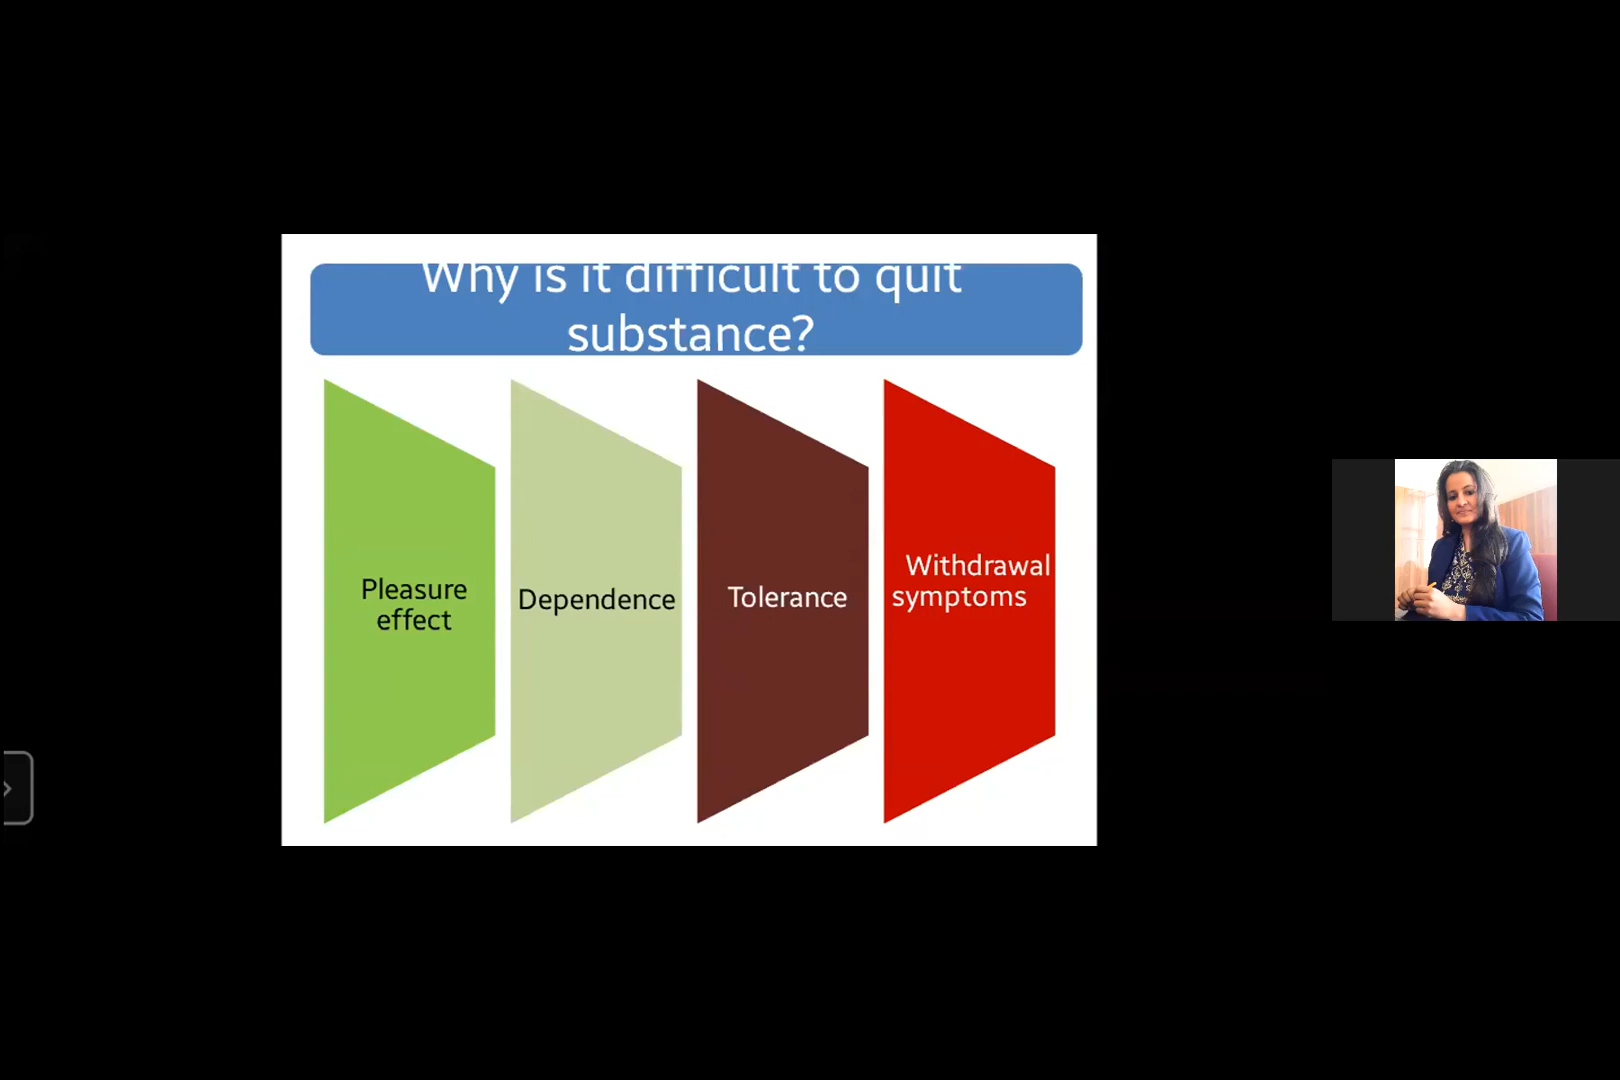 Why is it difficult to quit
substance?
Pleasure
effect
Dependence
Tolerance
Withdrawal
symptoms